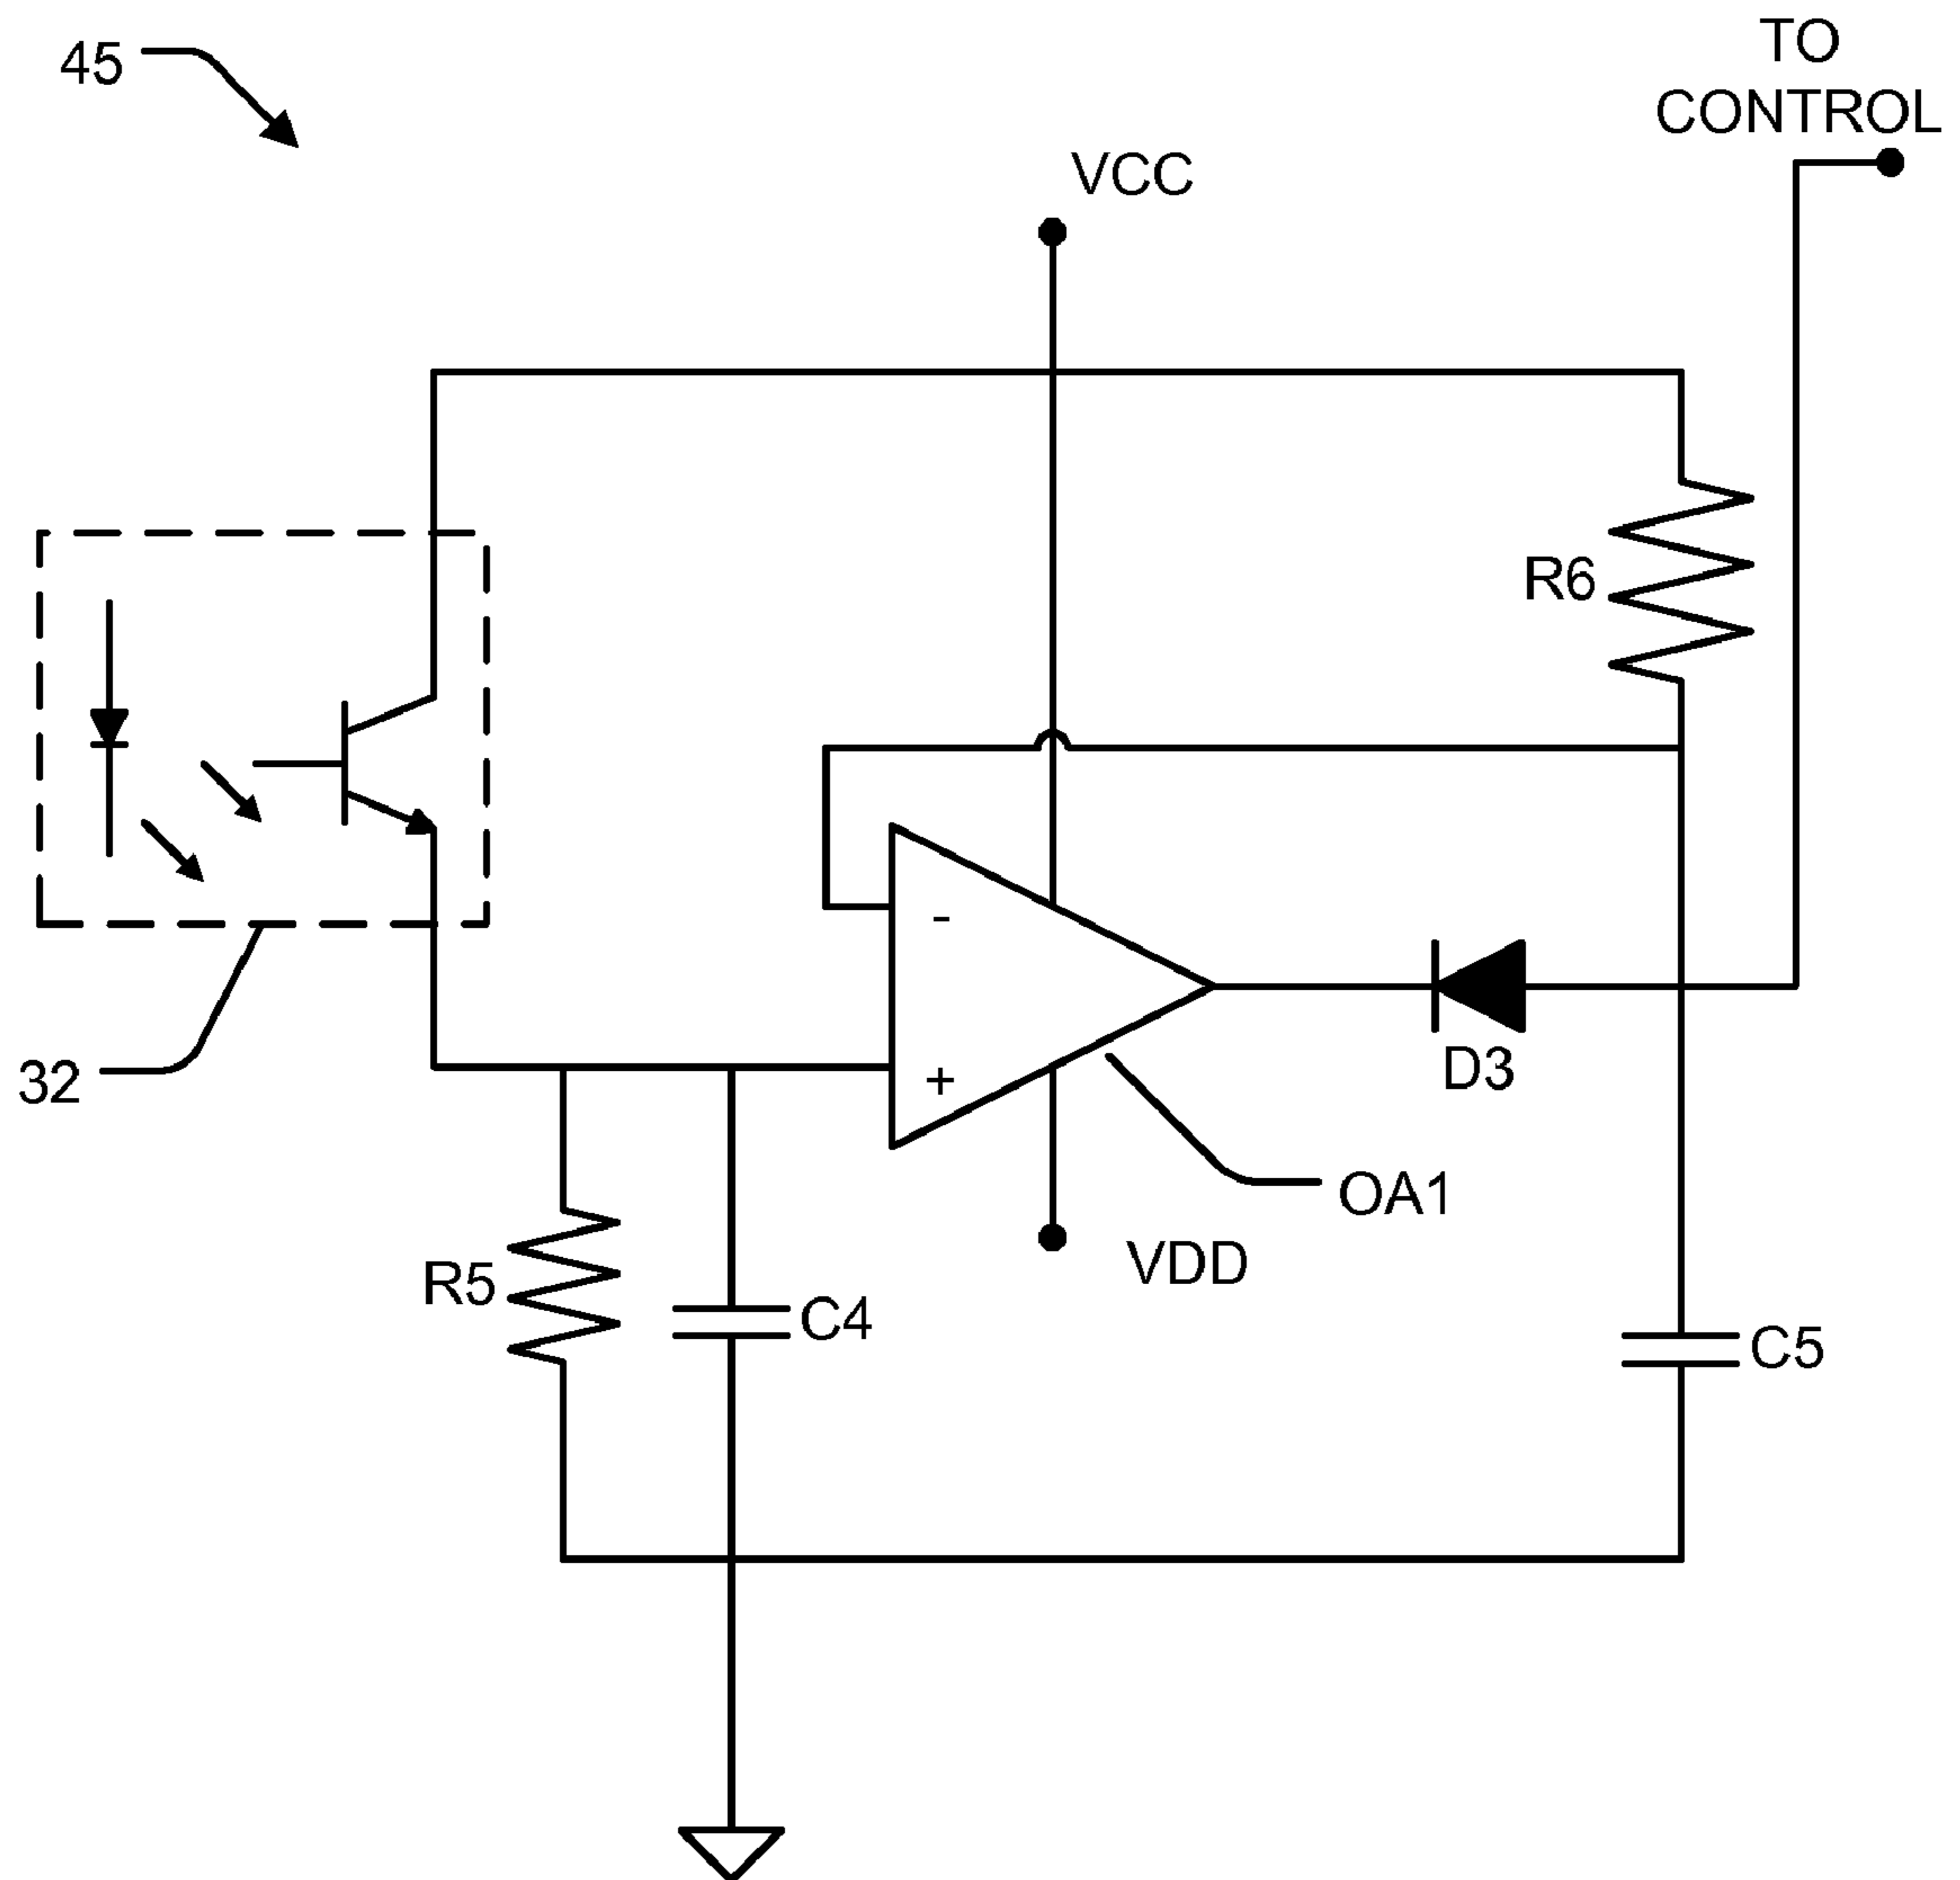 45
TO
CONTROL
VCC
R6
-
+
32
D3
OA1
VDD
R5
C4
C5